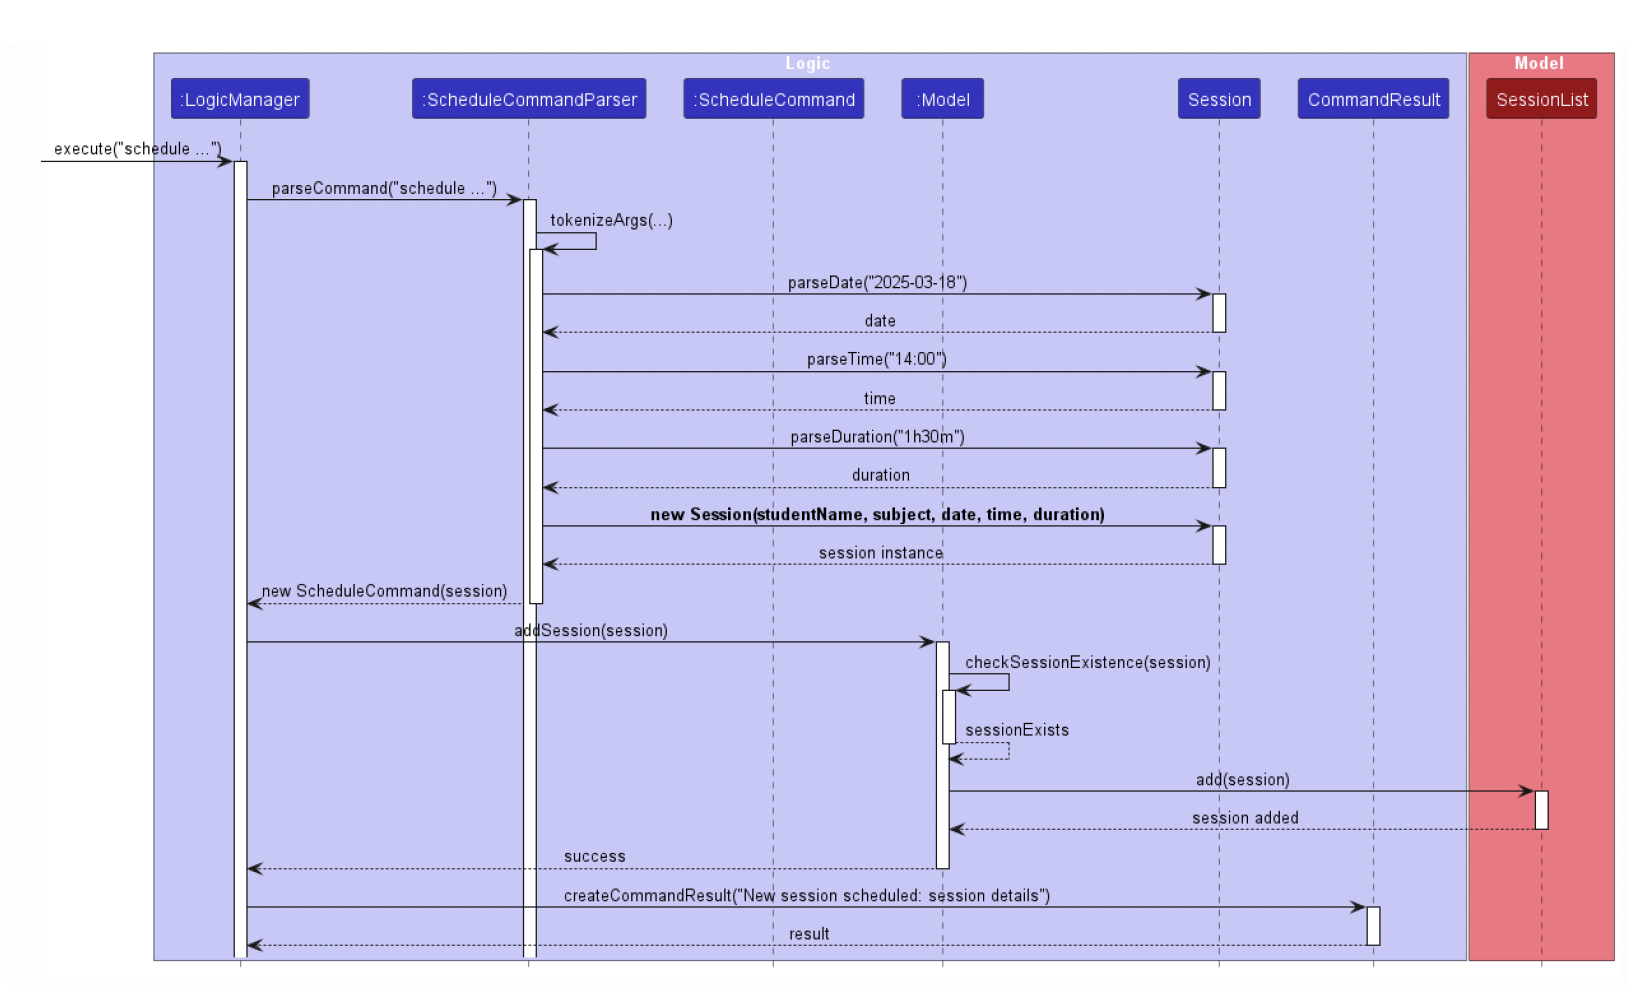 Logic
Model
:LogicManager
:ScheduleCommandParser
:ScheduleCommand
:Model
Session
CommandResult
SessionList
execute("schedule ...")
parseCommand("schedule ...")
tokenizeArgs(...)
parseDate("2025-03-18")
date
parseTime("14:00")
time
parseDuration("1h30m")
duration
new Session(studentName, subject, date, time, duration)
session instance
new ScheduleCommand(session)
addSession(session)
checkSessionExistence(session)
sessionExists
add(session)
session added
success
createCommandResult("New session scheduled: session details")
result